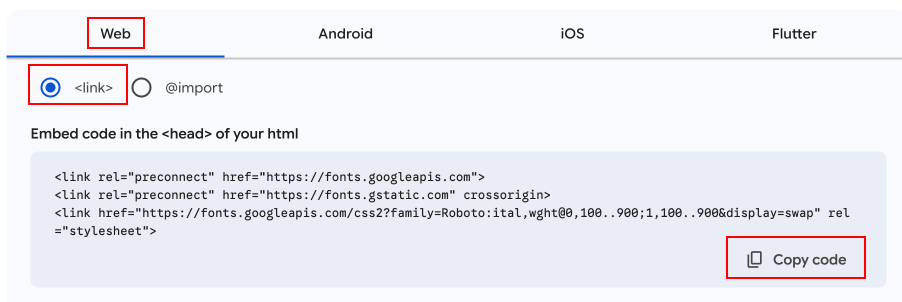 Web Android iOS Flutter
<link> @import
Embed code in the <head> of your html
<link rel="preconnect" href="https://fonts.googleapis.com">
<link rel="preconnect" href="https://fonts.gstatic.com" crossorigin>
<link href="https://fonts.googleapis.com/css2?family=Roboto:ital,wght@0,100..900;1,100..900&display=swap" rel
="stylesheet">
Copy code